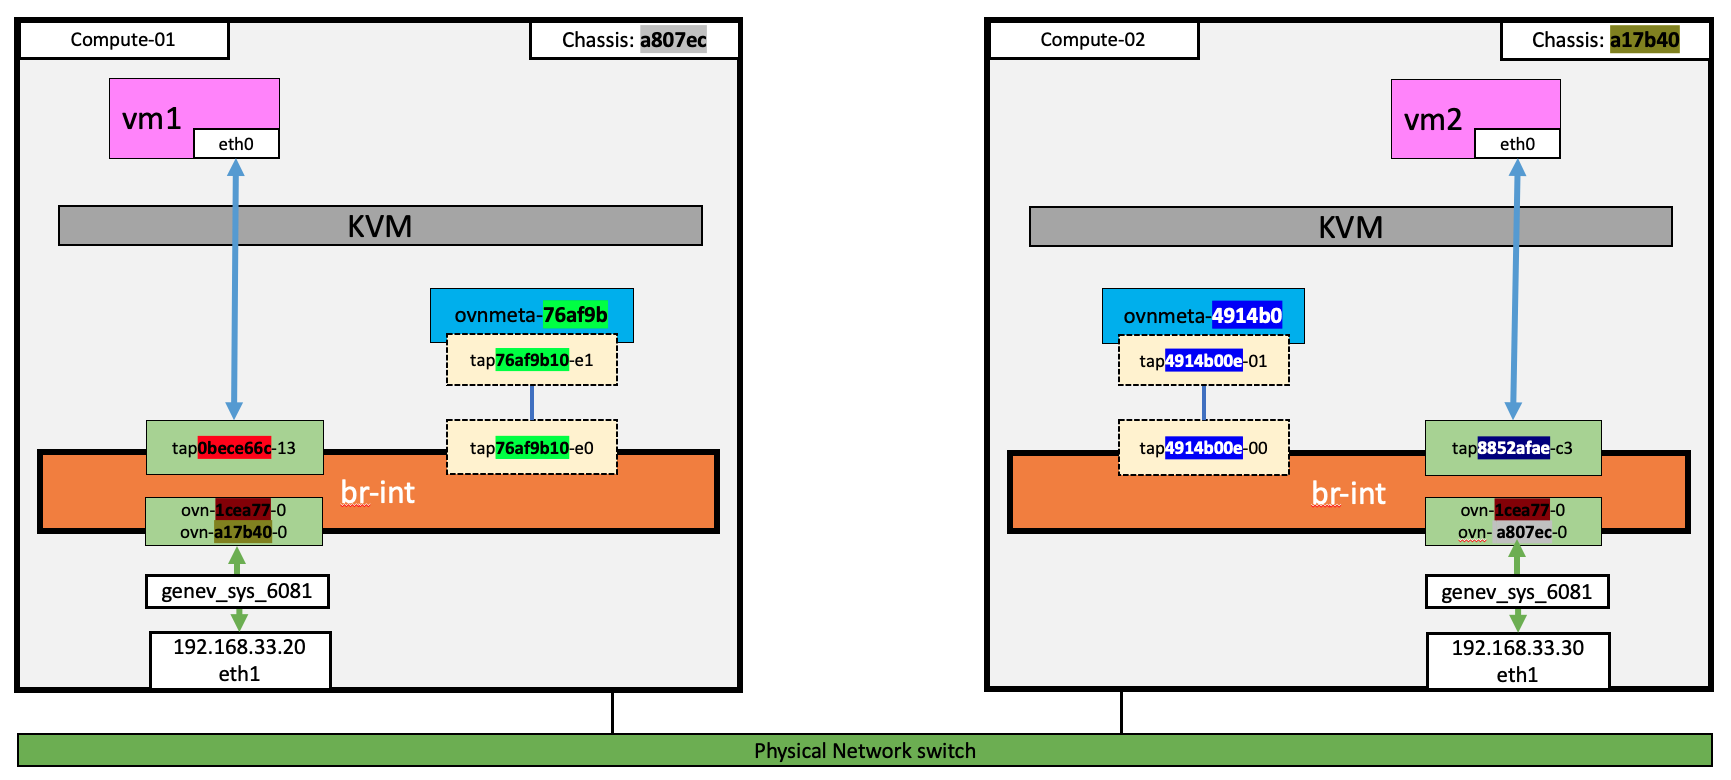 Compute-01
Chassis: a807ec
vm1
eth0
KVM
ovnmeta-76af9b
tap76af9b10-e1
tap0bece66c-13
tap76af9b10-e0
br-int
ovn-1cea77-0
ovn-a17b40-0
genev_sys_6081
192.168.33.20
eth1
Compute-02
Chassis: a17b40
vm2
eth0
KVM
ovnmeta-4914b0
tap4914b00e-01
tap4914b00e-00
tap8852afae-c3
br-int
ovn-1cea77-0
ovn- a807ec-0
genev_sys_6081
192.168.33.30
eth1
Physical Network switch